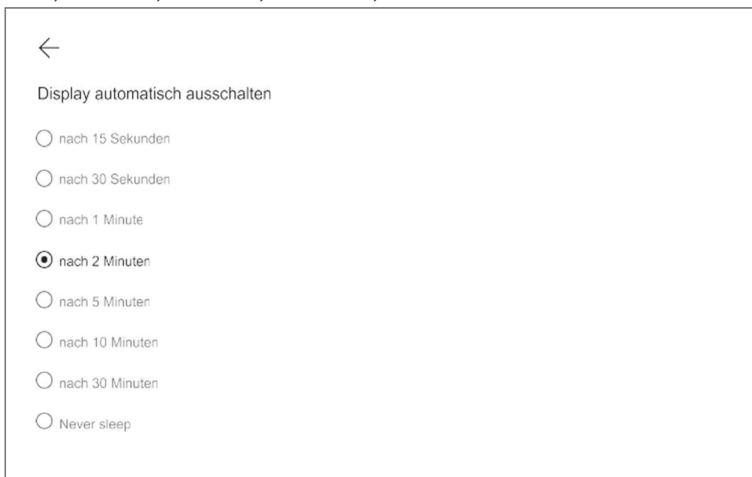 Display automatisch ausschalten
nach 15 Sekunden
nach 30 Sekunden
nach 1 Minute
nach 2 Minuten
nach 5 Minuten
nach 10 Minuten
nach 30 Minuten
Never sleep